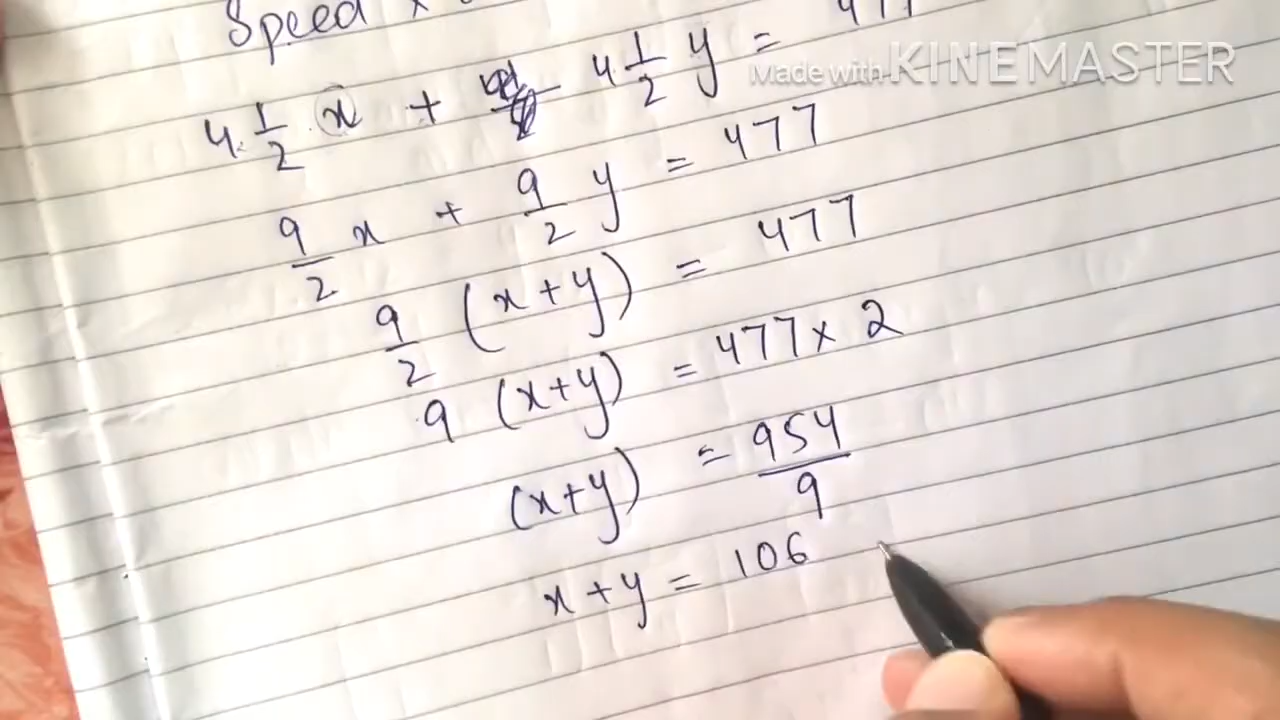 Speed ×
4 1/2 x + 4 1/2 y = 477
Made with KINEMASTER
9/2 x + 9/2 y = 477
9/2 (x+y) = 477
9 (x+y) = 477 × 2
(x+y) = 954/9
x + y = 106